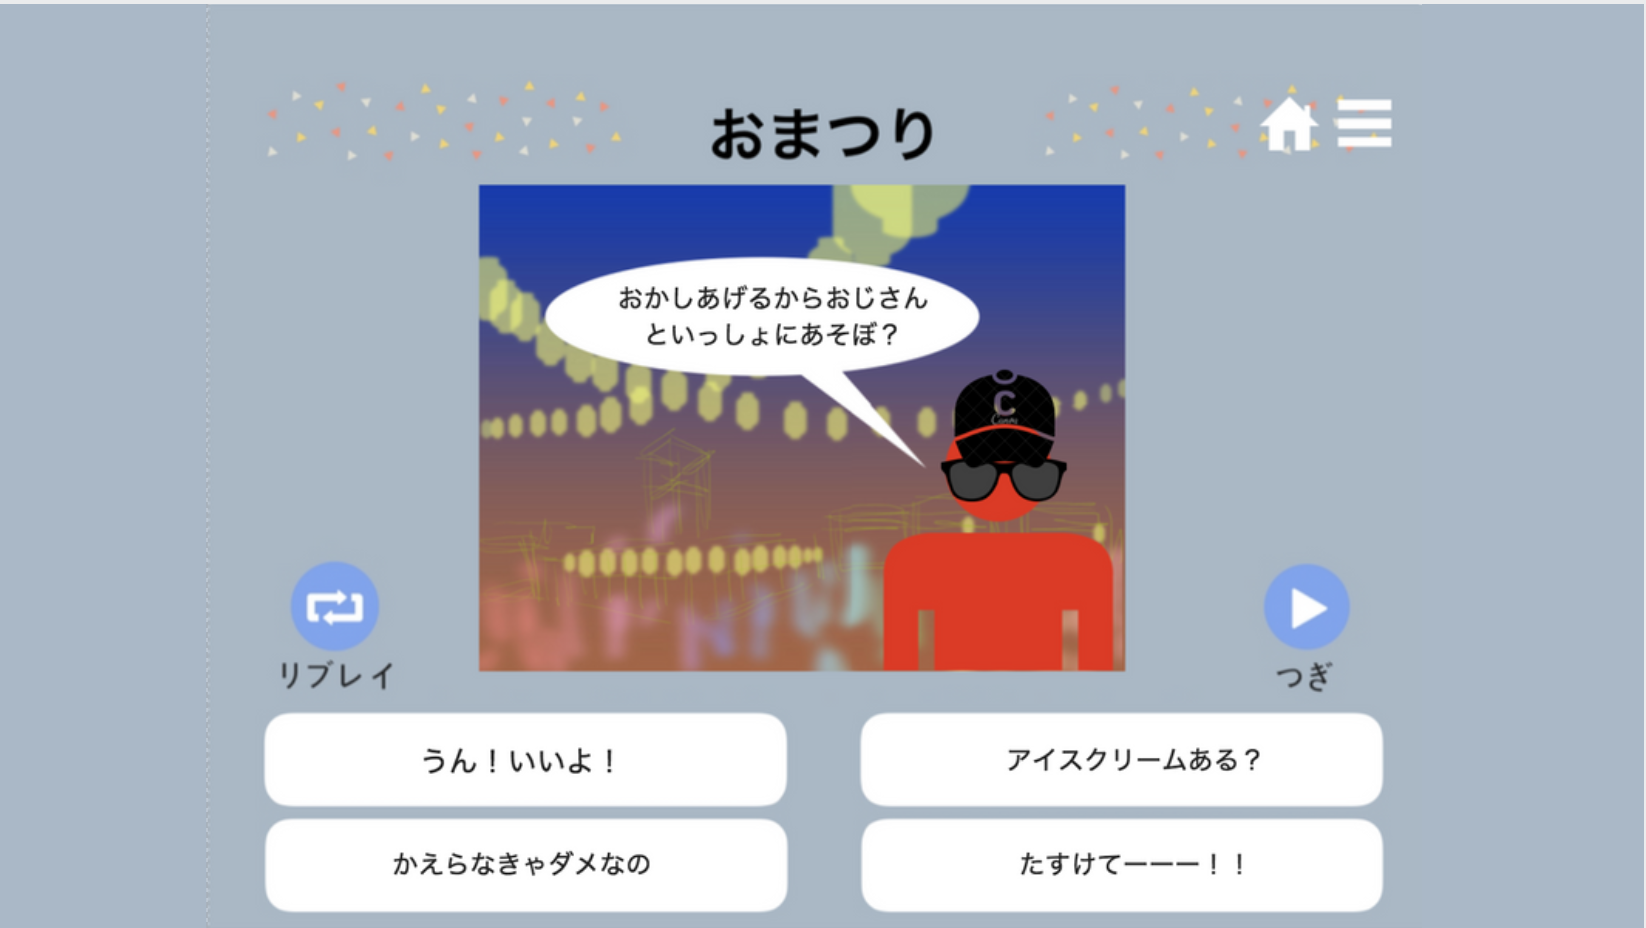 おまつり
おかしあげるからおじさん
といっしょにあそぼ？
C
Canva
リプレイ
つぎ
うん！いいよ！
アイスクリームある？
かえらなきゃダメなの
たすけてーーー！！